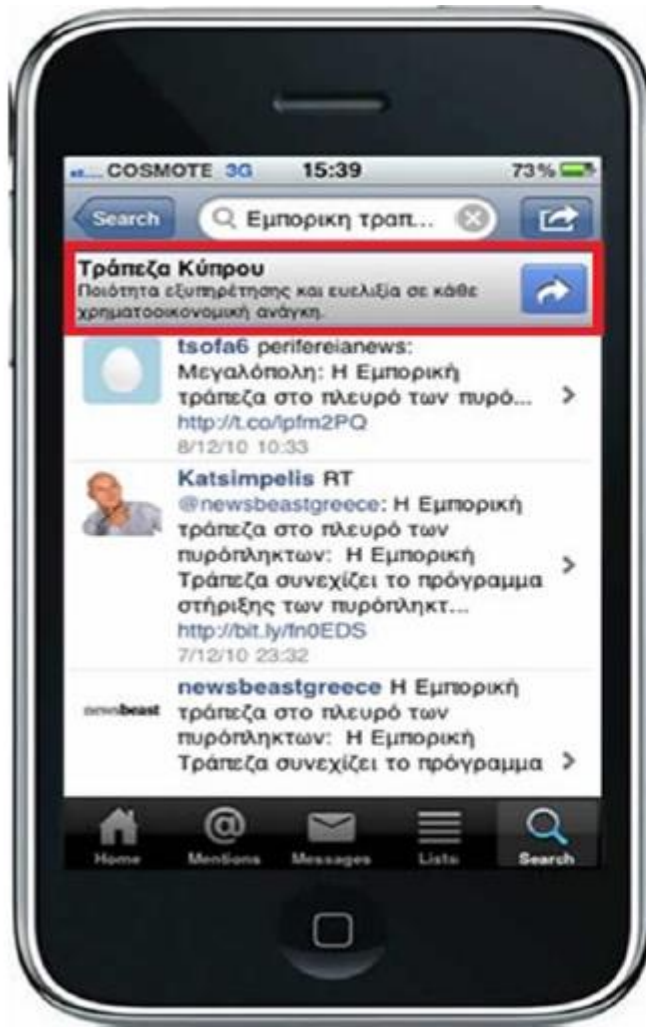 COSMOTE 3G 15:39 73%
Search Εμπορικη τραπ...
Τράπεζα Κύπρου
Ποιότητα εξυπηρέτησης και ευελιξία σε κάθε
χρηματοοικονομική ανάγκη.
tsofa6 perifereianews:
Μεγαλόπολη: Η Εμπορική
τράπεζα στο πλευρό των πυρό...
http://t.co/lpfm2PQ
8/12/10 10:33
Katsimpelis RT
@newsbeastgreece: Η Εμπορική
τράπεζα στο πλευρό των
πυρόπληκτων: Η Εμπορική
Τράπεζα συνεχίζει το πρόγραμμα
στήριξης των πυρόπληκτ...
http://bit.ly/fn0EDS
7/12/10 23:32
newsbeastgreece Η Εμπορική
newsbeast τράπεζα στο πλευρό των
πυρόπληκτων: Η Εμπορική
Τράπεζα συνεχίζει το πρόγραμμα
Home Mentions Messages Lists Search